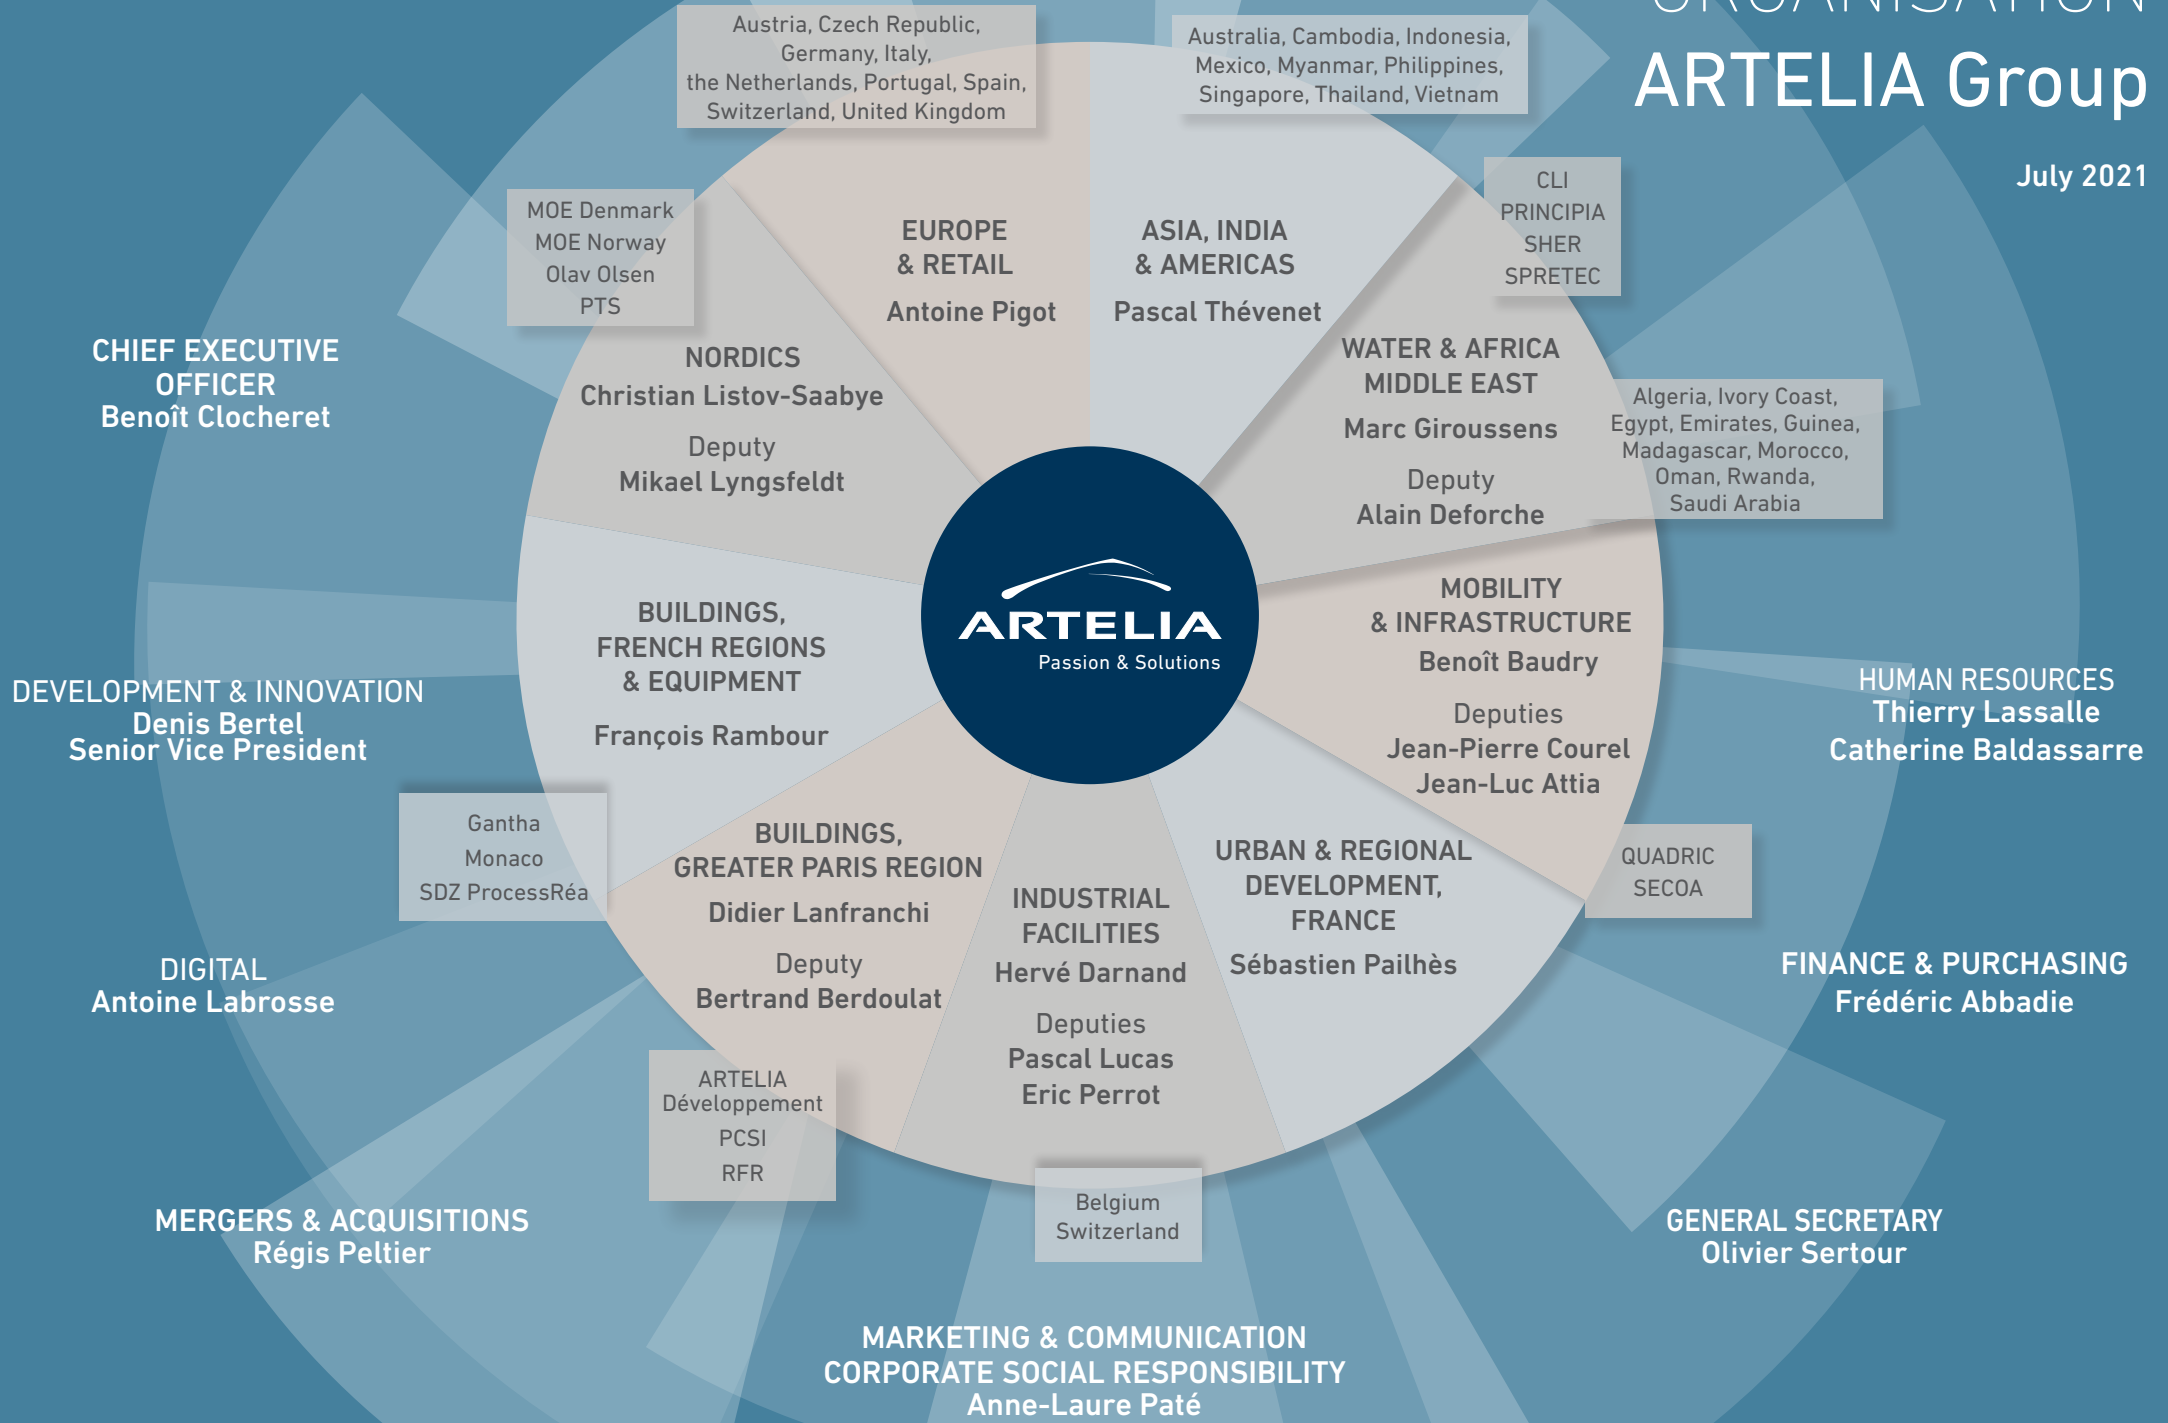 ORGANISATION
ARTELIA Group
July 2021
Austria, Czech Republic,
Germany, Italy,
the Netherlands, Portugal, Spain,
Switzerland, United Kingdom
Australia, Cambodia, Indonesia,
Mexico, Myanmar, Philippines,
Singapore, Thailand, Vietnam
CLI
PRINCIPIA
SHER
SPRETEC
MOE Denmark
MOE Norway
Olav Olsen
PTS
EUROPE
& RETAIL
Antoine Pigot
ASIA, INDIA
& AMERICAS
Pascal Thévenet
NORDICS
Christian Listov-Saabye
Deputy
Mikael Lyngsfeldt
WATER & AFRICA
MIDDLE EAST
Marc Giroussens
Deputy
Alain Deforche
Algeria, Ivory Coast,
Egypt, Emirates, Guinea,
Madagascar, Morocco,
Oman, Rwanda,
Saudi Arabia
CHIEF EXECUTIVE
OFFICER
Benoît Clocheret
ARTELIA
Passion & Solutions
BUILDINGS,
FRENCH REGIONS
& EQUIPMENT
François Rambour
MOBILITY
& INFRASTRUCTURE
Benoît Baudry
Deputies
Jean-Pierre Courel
Jean-Luc Attia
DEVELOPMENT & INNOVATION
Denis Bertel
Senior Vice President
HUMAN RESOURCES
Thierry Lassalle
Catherine Baldassarre
Gantha
Monaco
SDZ ProcessRéa
BUILDINGS,
GREATER PARIS REGION
Didier Lanfranchi
Deputy
Bertrand Berdoulat
INDUSTRIAL
FACILITIES
Hervé Darnand
Deputies
Pascal Lucas
Eric Perrot
URBAN & REGIONAL
DEVELOPMENT,
FRANCE
Sébastien Pailhès
QUADRIC
SECOA
DIGITAL
Antoine Labrosse
FINANCE & PURCHASING
Frédéric Abbadie
ARTELIA
Développement
PCSI
RFR
Belgium
Switzerland
MERGERS & ACQUISITIONS
Régis Peltier
GENERAL SECRETARY
Olivier Sertour
MARKETING & COMMUNICATION
CORPORATE SOCIAL RESPONSIBILITY
Anne-Laure Paté